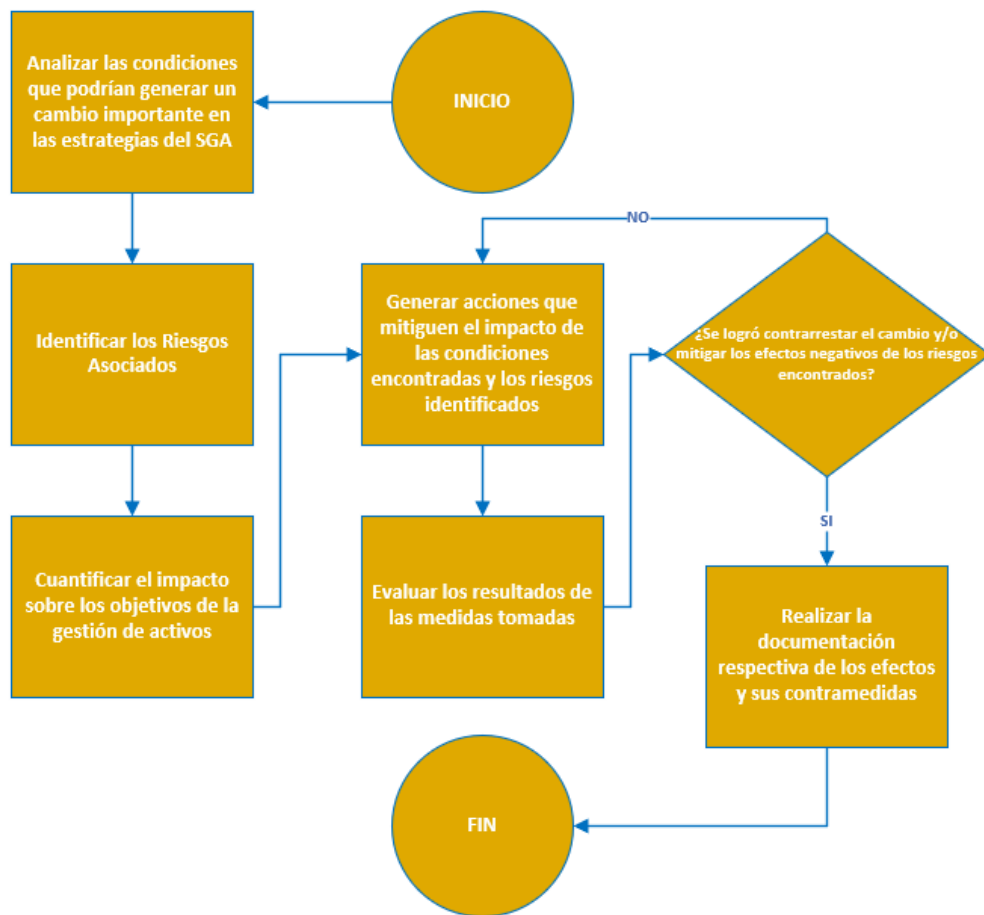 INICIO
Analizar las condiciones
que podrían generar un
cambio importante en
las estrategias del SGA
Identificar los Riesgos
Asociados
Cuantificar el impacto
sobre los objetivos de la
gestión de activos
Generar acciones que
mitiguen el impacto de
las condiciones
encontradas y los riesgos
identificados
Evaluar los resultados de
las medidas tomadas
¿Se logró contrarrestar el cambio y/o
mitigar los efectos negativos de los riesgos
encontrados?
NO
SI
Realizar la
documentación
respectiva de los efectos
y sus contramedidas
FIN